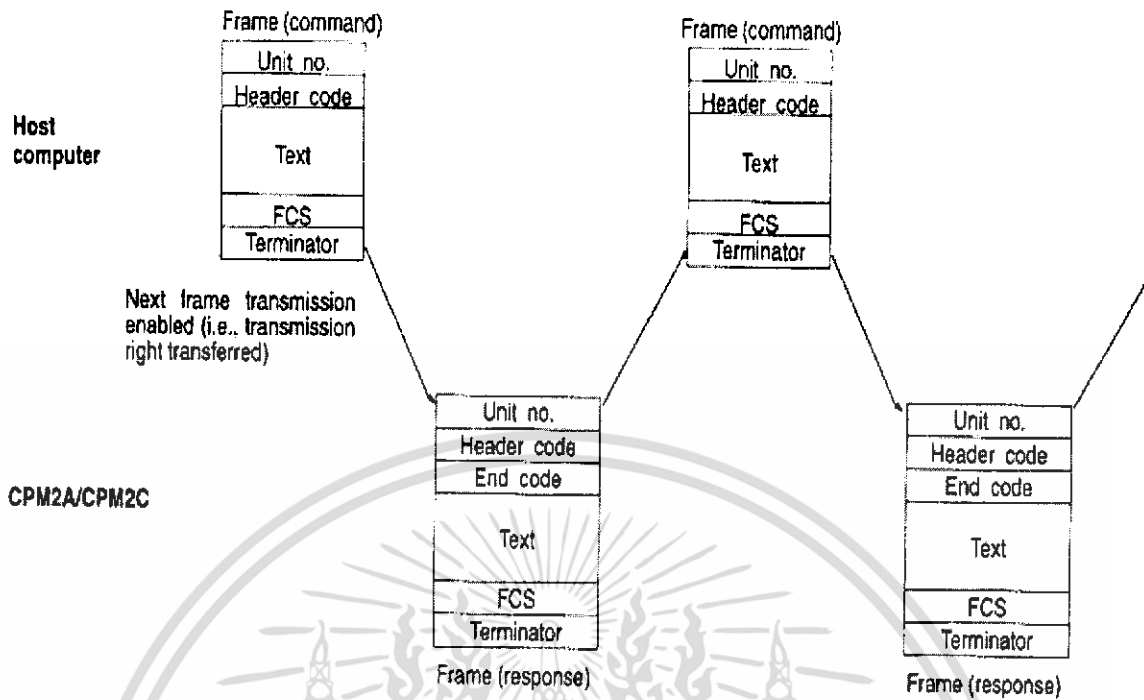 Frame (command)
Unit no.
Header code
Text
FCS
Terminator
Frame (command)
Unit no.
Header code
Text
FCS
Terminator
Host
computer
Next frame transmission
enabled (i.e., transmission
right transferred)
CPM2A/CPM2C
Unit no.
Header code
End code
Text
FCS
Terminator
Frame (response)
Unit no.
Header code
End code
Text
FCS
Terminator
Frame (response)